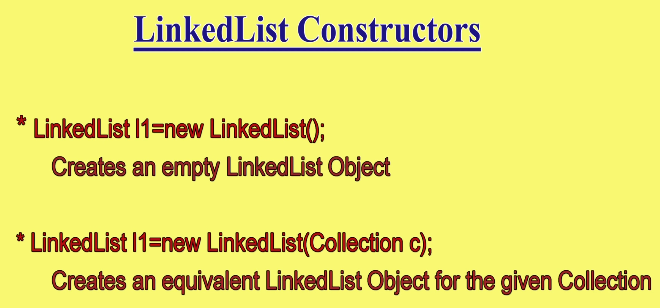 LinkedList Constructors
* LinkedList l1=new LinkedList();
Creates an empty LinkedList Object
* LinkedList l1=new LinkedList(Collection c);
Creates an equivalent LinkedList Object for the given Collection